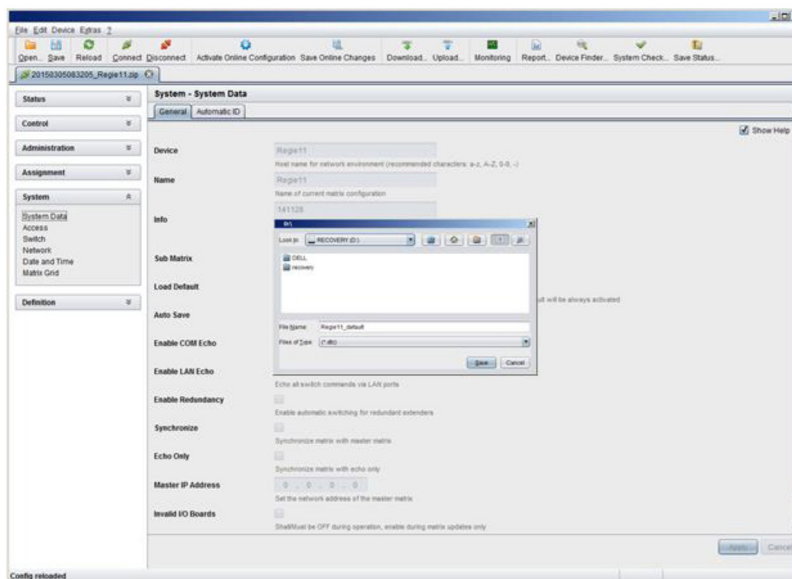 File Edit Device Extras ?
Open... Save Reload Connect Disconnect Activate Online Configuration Save Online Changes Download... Upload... Monitoring Report... Device Finder... System Check... Save Status...
20150305083205_Regie11.zip
Status
Control
Administration
Assignment
System
System Data
Access
Switch
Network
Date and Time
Matrix Grid
Definition
System - System Data
General Automatic ID
Show Help
Device Regie11
Host name for network environment (recommended characters: a-z, A-Z, 0-9, -)
Name Regie11
Name of current matrix configuration
Info 141128
Sub Matrix
Load Default
ult will be always activated
Auto Save
Enable COM Echo
Enable LAN Echo
Echo all switch commands via LAN ports
Enable Redundancy
Enable automatic switching for redundant extenders
Synchronize
Synchronize matrix with master matrix
Echo Only
Synchronize matrix with echo only
Master IP Address 0 . 0 . 0 . 0
Set the network address of the master matrix
Invalid I/O Boards
Shall/Must be OFF during operation, enable during matrix updates only
D:\
Look In: RECOVERY (D:)
DELL
recovery
File Name: Regie11_default
Files of Type: (*.dtc)
Save Cancel
Apply Cancel
Config reloaded